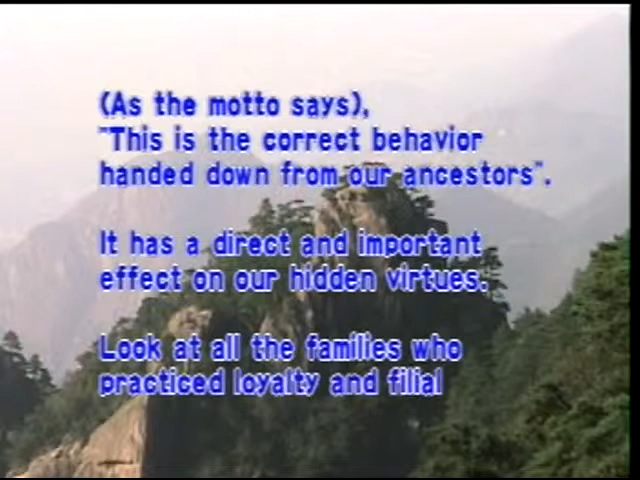 (As the motto says),
"This is the correct behavior
handed down from our ancestors".
It has a direct and important
effect on our hidden virtues.
Look at all the families who
practiced loyalty and filial